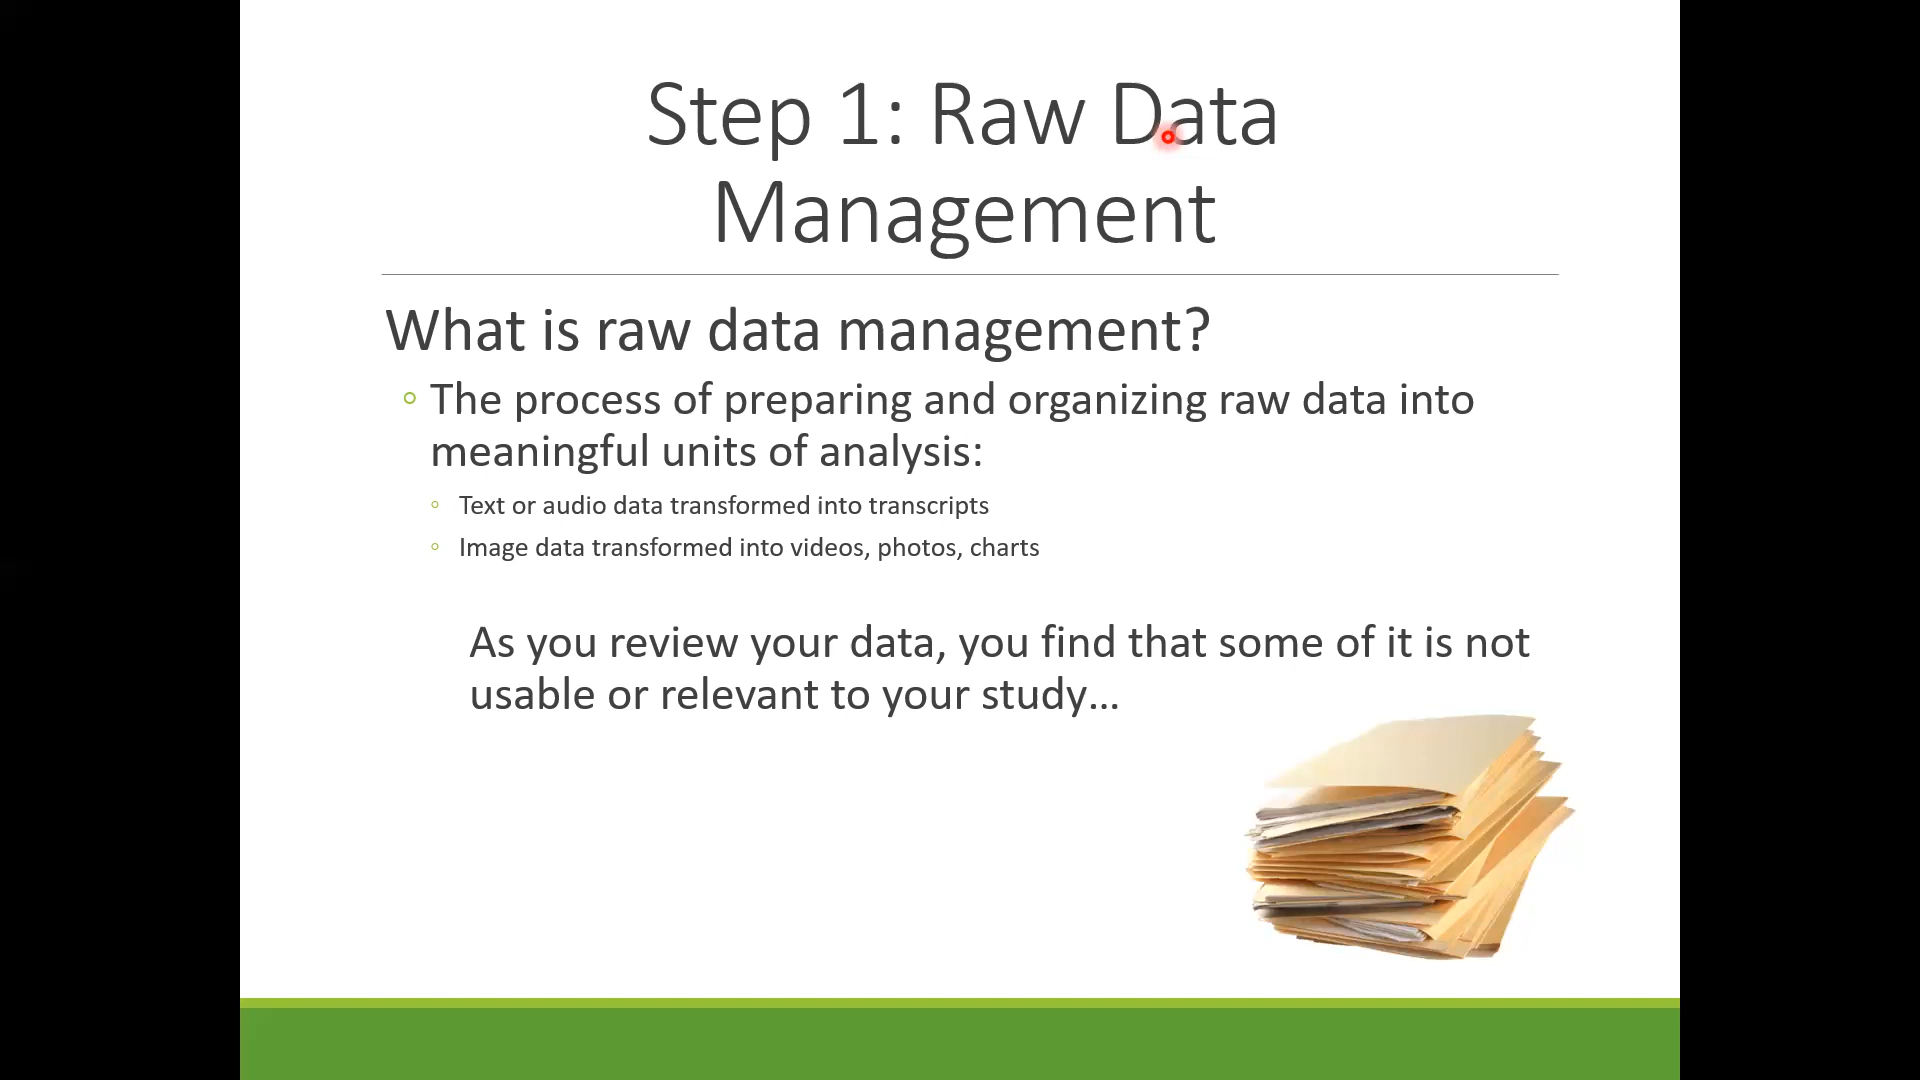 Step 1: Raw Data
Management
What is raw data management?
The process of preparing and organizing raw data into
meaningful units of analysis:
Text or audio data transformed into transcripts
Image data transformed into videos, photos, charts
As you review your data, you find that some of it is not
usable or relevant to your study…